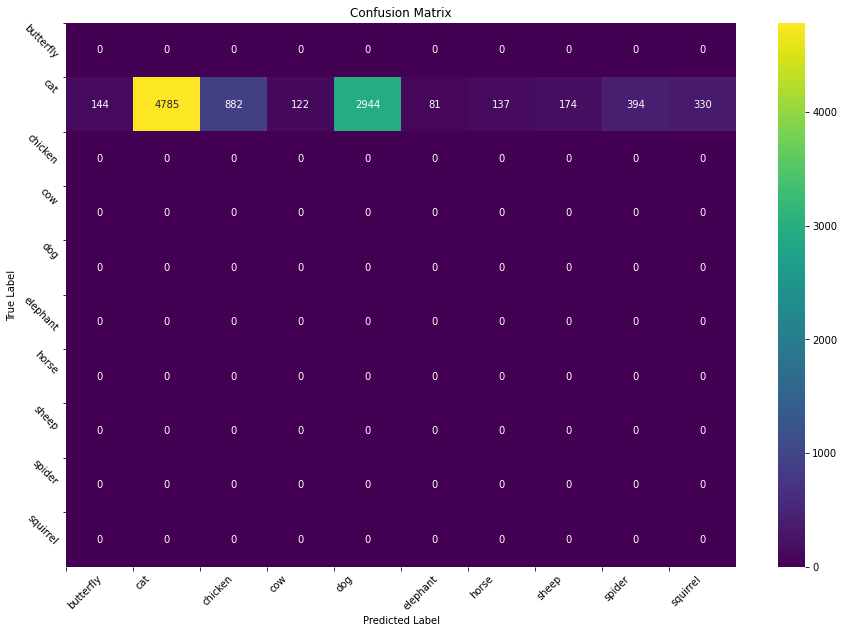 Confusion Matrix
butterfly 0 0 0 0 0 0 0 0 0 0
cat 144 4785 882 122 2944 81 137 174 394 330
chicken 0 0 0 0 0 0 0 0 0 0
cow 0 0 0 0 0 0 0 0 0 0
dog 0 0 0 0 0 0 0 0 0 0
elephant 0 0 0 0 0 0 0 0 0 0
horse 0 0 0 0 0 0 0 0 0 0
sheep 0 0 0 0 0 0 0 0 0 0
spider 0 0 0 0 0 0 0 0 0 0
squirrel 0 0 0 0 0 0 0 0 0 0
True Label
butterfly cat chicken cow dog elephant horse sheep spider squirrel
Predicted Label
4000
3000
2000
1000
0